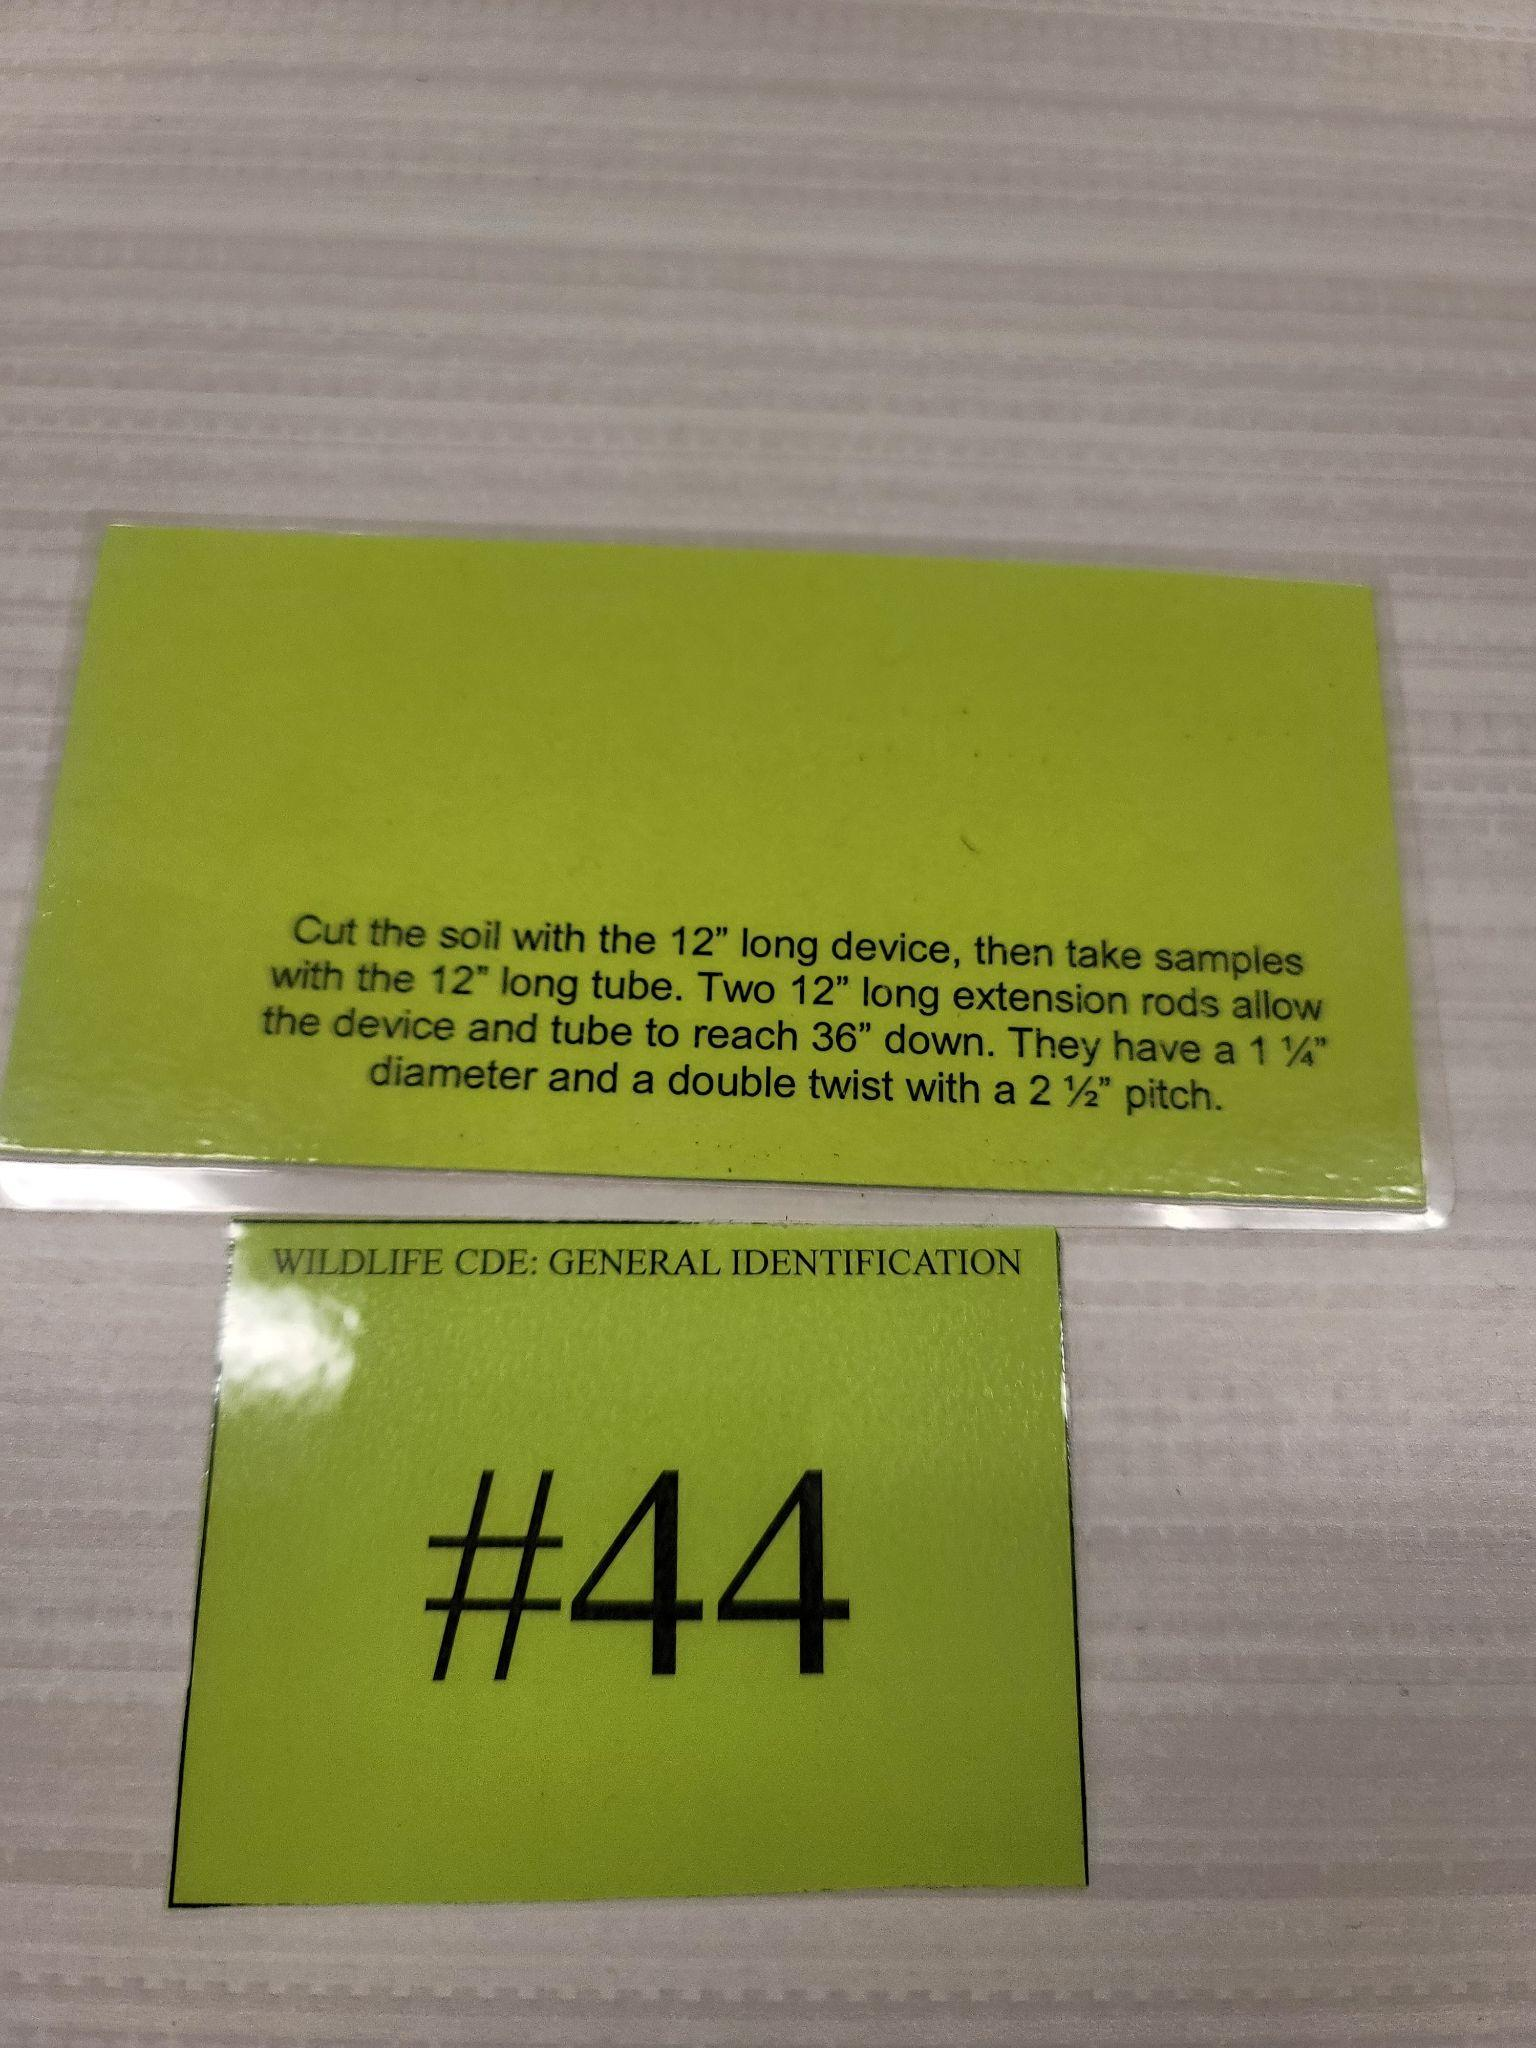 Cut the soil with the 12” long device, then take samples
with the 12” long tube. Two 12” long extension rods allow
the device and tube to reach 36” down. They have a 1 ¼”
diameter and a double twist with a 2 ½” pitch.
WILDLIFE CDE: GENERAL IDENTIFICATION
#44